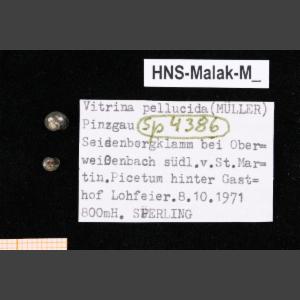 HNS-Malak-M_
Vitrina pellucida(MÜLLER)
Pinzgau sp 4386
Seisenbergklamm bei Ober=
weißenbach südl.v.St.Mar=
tin.Picetum hinter Gast=
hof Lohfeier.8.10.1971
800mH. SPERLING